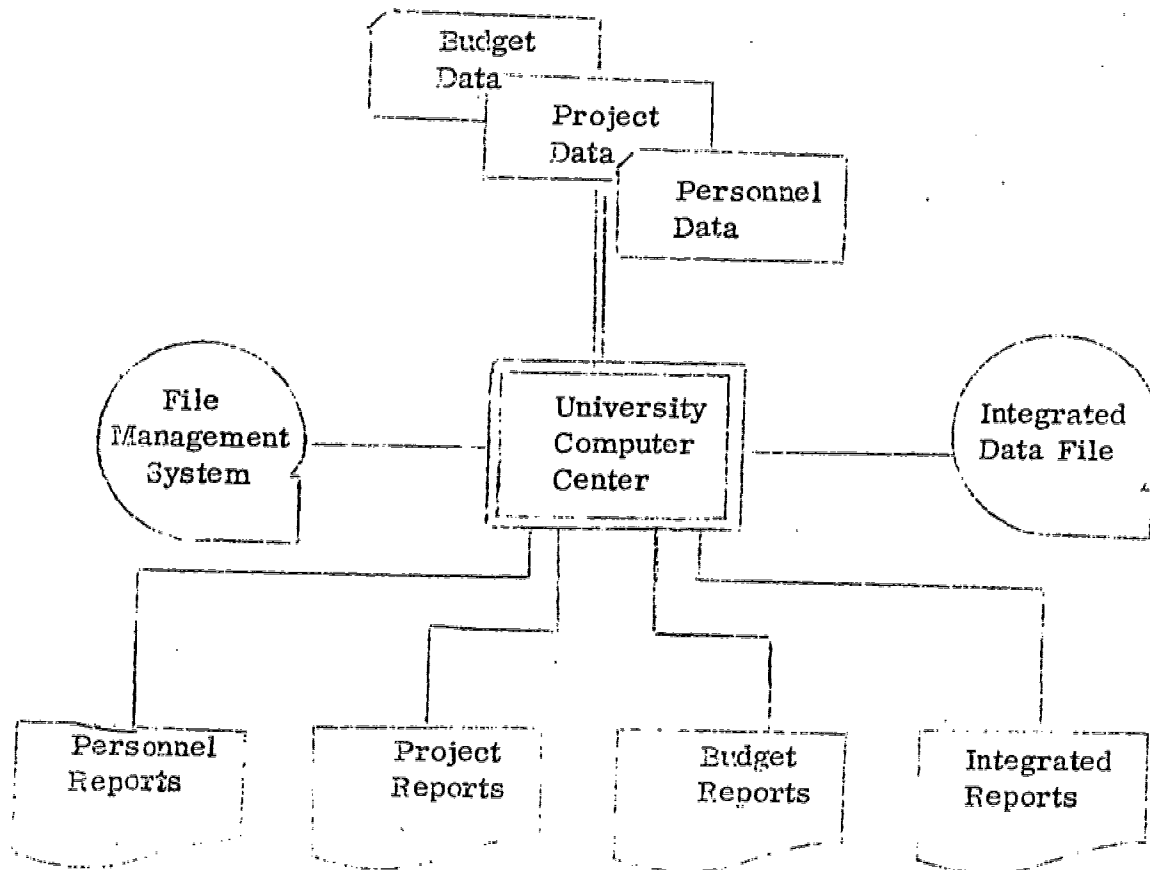 Budget
Data
Project
Data
Personnel
Data
File
Management
System
University
Computer
Center
Integrated
Data File
Personnel
Reports
Project
Reports
Budget
Reports
Integrated
Reports